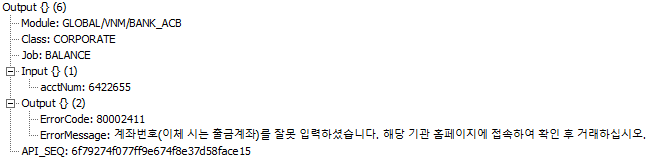 Output {} (6)
Module: GLOBAL/VNM/BANK_ACB
Class: CORPORATE
Job: BALANCE
Input {} (1)
acctNum: 6422655
Output {} (2)
ErrorCode: 80002411
ErrorMessage: 계좌번호(이체 시는 출금계좌)를 잘못 입력하셨습니다. 해당 기관 홈페이지에 접속하여 확인 후 거래하십시오.
API_SEQ: 6f79274f077ff9e674f8e37d58face15